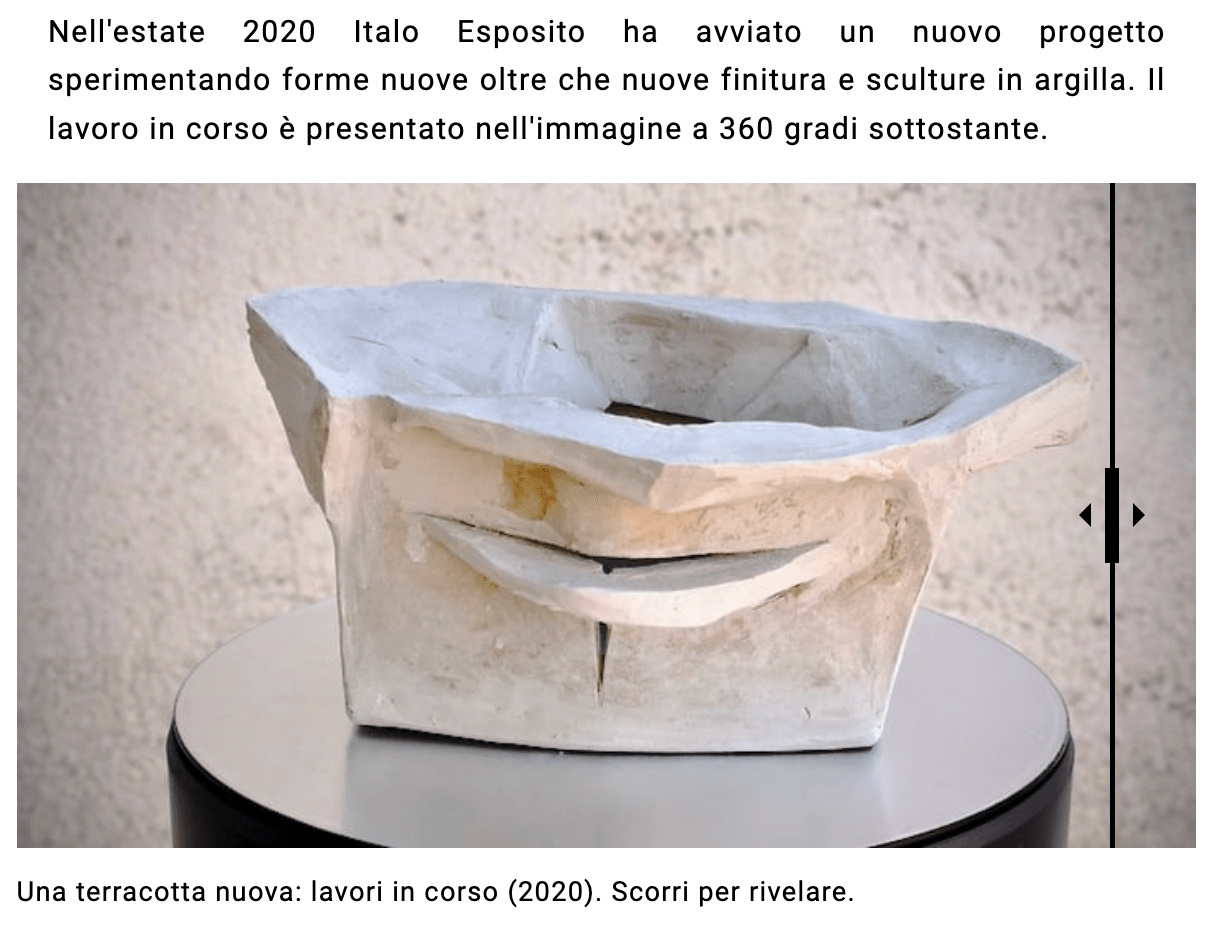 Nell'estate 2020 Italo Esposito ha avviato un nuovo progetto
sperimentando forme nuove oltre che nuove finitura e sculture in argilla. Il
lavoro in corso è presentato nell'immagine a 360 gradi sottostante.
Una terracotta nuova: lavori in corso (2020). Scorri per rivelare.